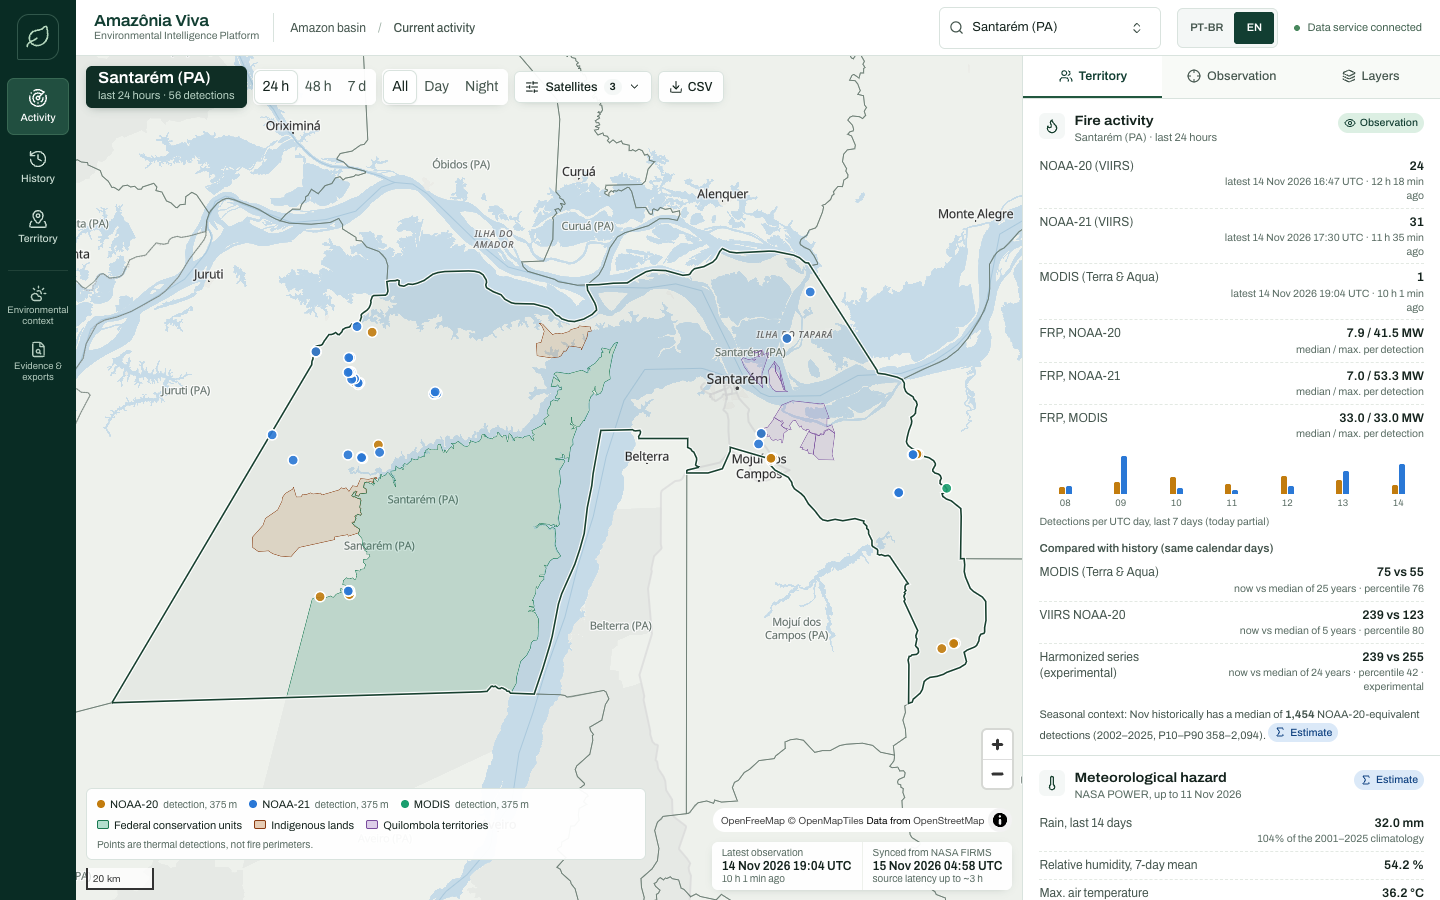 Amazônia Viva
Environmental Intelligence Platform
Amazon basin / Current activity
Santarém (PA)
PT-BR
EN
Data service connected
Activity
History
Territory
Environmental
context
Evidence &
exports
Santarém (PA)
last 24 hours · 56 detections
24 h 48 h 7 d
All Day Night
Satellites 3
CSV
Oriximiná
Óbidos (PA)
Curuá
Alenquer
Monte Alegre
Curuá (PA)
ILHA DO
AMADOR
Juruti
Juruti (PA)
Santarém (PA)
Santarém
Belterra
Campos
Santarém (PA)
Santarém (PA)
Belterra (PA)
Mojuí dos
Campos (PA)
NOAA-20 detection, 375 m
NOAA-21 detection, 375 m
MODIS detection, 375 m
Federal conservation units
Indigenous lands
Quilombola territories
Points are thermal detections, not fire perimeters.
20 km
OpenFreeMap © OpenMapTiles Data from OpenStreetMap
Latest observation
14 Nov 2026 19:04 UTC
10 h 1 min ago
Synced from NASA FIRMS
15 Nov 2026 04:58 UTC
source latency up to ~3 h
Territory
Observation
Layers
Fire activity
Santarém (PA) · last 24 hours
Observation
NOAA-20 (VIIRS) 24
latest 14 Nov 2026 16:47 UTC · 12 h 18 min
ago
NOAA-21 (VIIRS) 31
latest 14 Nov 2026 17:30 UTC · 11 h 35 min
ago
MODIS (Terra & Aqua) 1
latest 14 Nov 2026 19:04 UTC · 10 h 1 min
ago
FRP, NOAA-20 7.9 / 41.5 MW
median / max. per detection
FRP, NOAA-21 7.0 / 53.3 MW
median / max. per detection
FRP, MODIS 33.0 / 33.0 MW
median / max. per detection
08 09 10 11 12 13 14
Detections per UTC day, last 7 days (today partial)
Compared with history (same calendar days)
MODIS (Terra & Aqua) 75 vs 55
now vs median of 25 years · percentile 76
VIIRS NOAA-20 239 vs 123
now vs median of 5 years · percentile 80
Harmonized series
(experimental)
239 vs 255
now vs median of 24 years · percentile 42 ·
experimental
Seasonal context: Nov historically has a median of 1,454 NOAA-20-equivalent
detections (2002–2025, P10–P90 358–2,094). Estimate
Meteorological hazard
NASA POWER, up to 11 Nov 2026
Estimate
Rain, last 14 days 32.0 mm
104% of the 2001–2025 climatology
Relative humidity, 7-day mean 54.2 %
Max. air temperature 36.2 °C